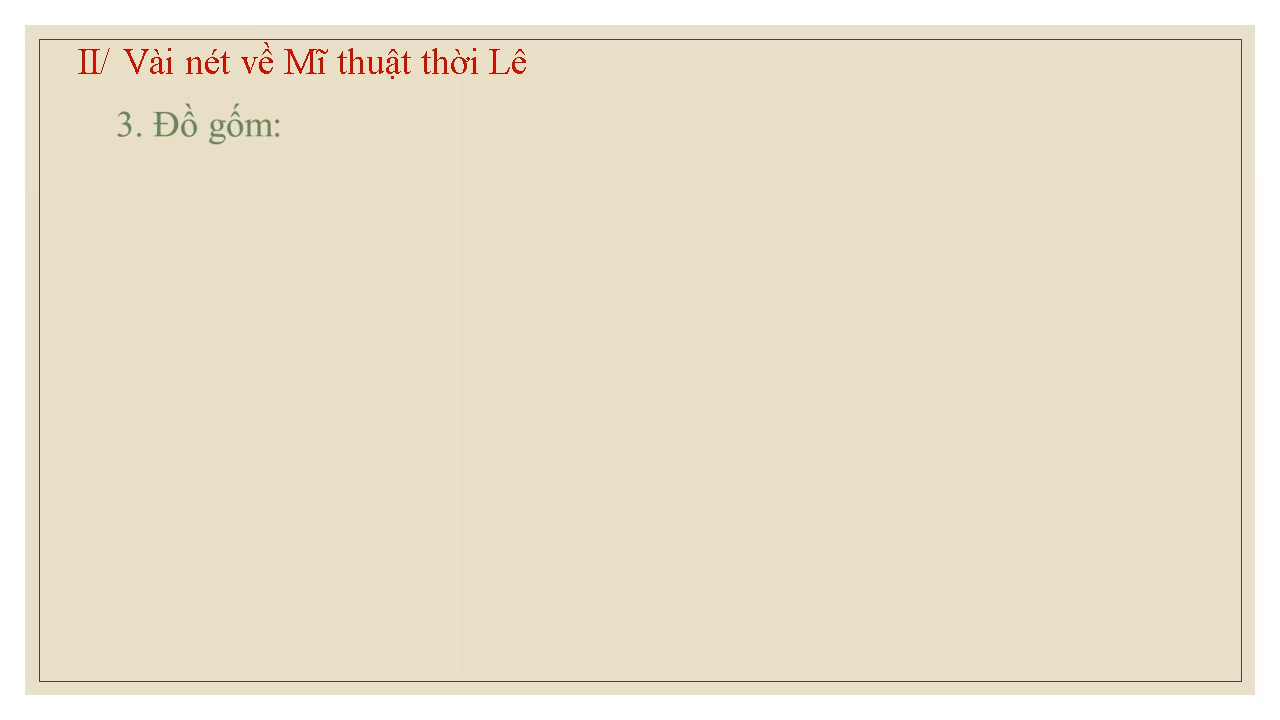 II/ Vài nét về Mĩ thuật thời Lê
3. Đồ gốm: